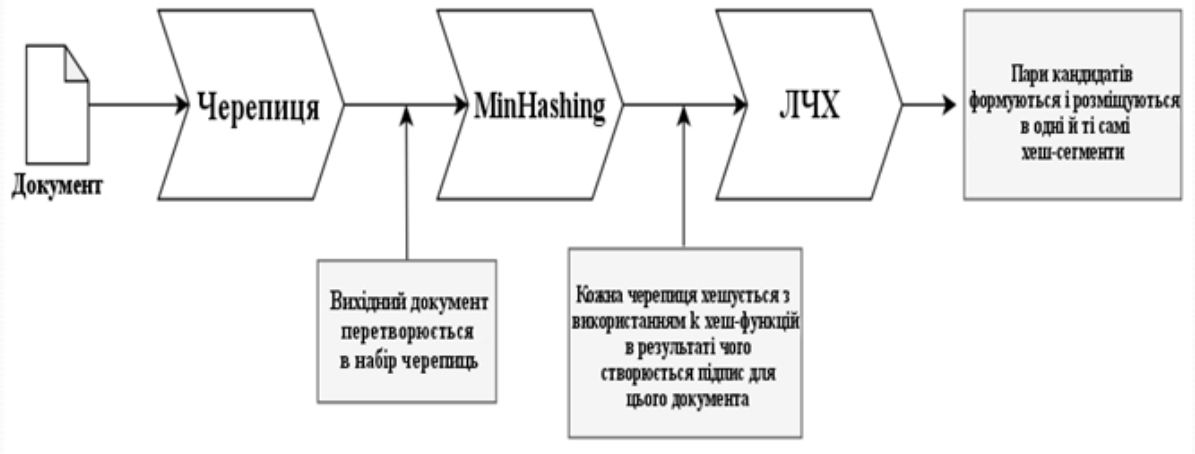 Документ
Черепиця
MinHashing
ЛЧХ
Пари кандидатів
формуються і розміщуються
в одні й ті самі
хеш-сегменти
Вихідний документ
перетворюється
в набір черепиць
Кожна черепиця хешується з
використанням k хеш-функцій
в результаті чого
створюється підпис для
цього документа